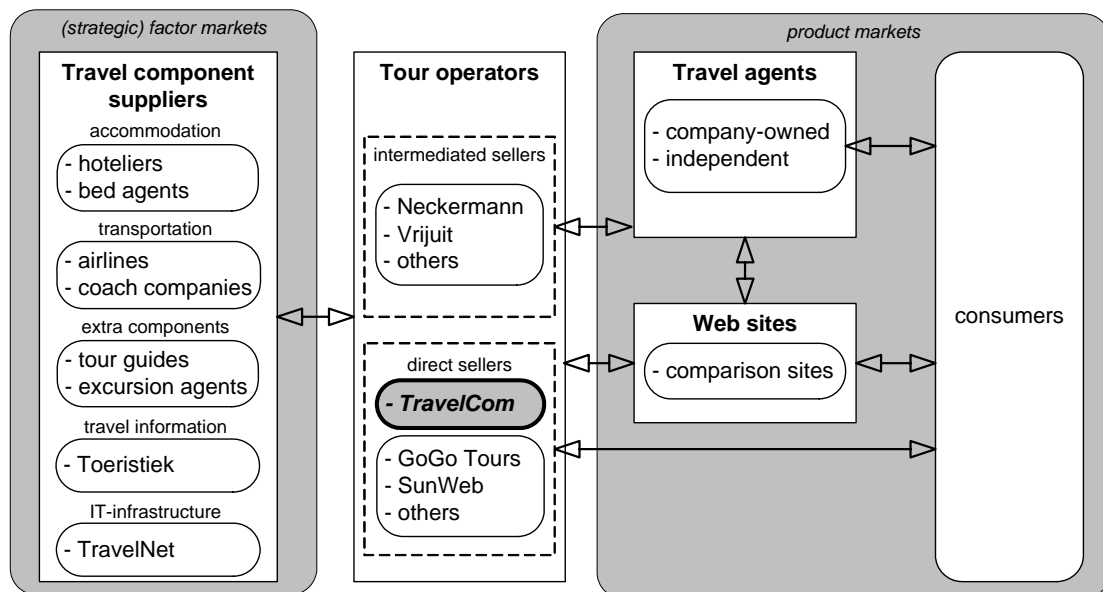 (strategic) factor markets
Travel component
suppliers
accommodation
- hoteliers
- bed agents
transportation
- airlines
- coach companies
extra components
- tour guides
- excursion agents
travel information
- Toeristiek
IT-infrastructure
- TravelNet
Tour operators
intermediated sellers
- Neckermann
- Vrijuit
- others
direct sellers
- TravelCom
- GoGo Tours
- SunWeb
- others
product markets
Travel agents
- company-owned
- independent
Web sites
- comparison sites
consumers